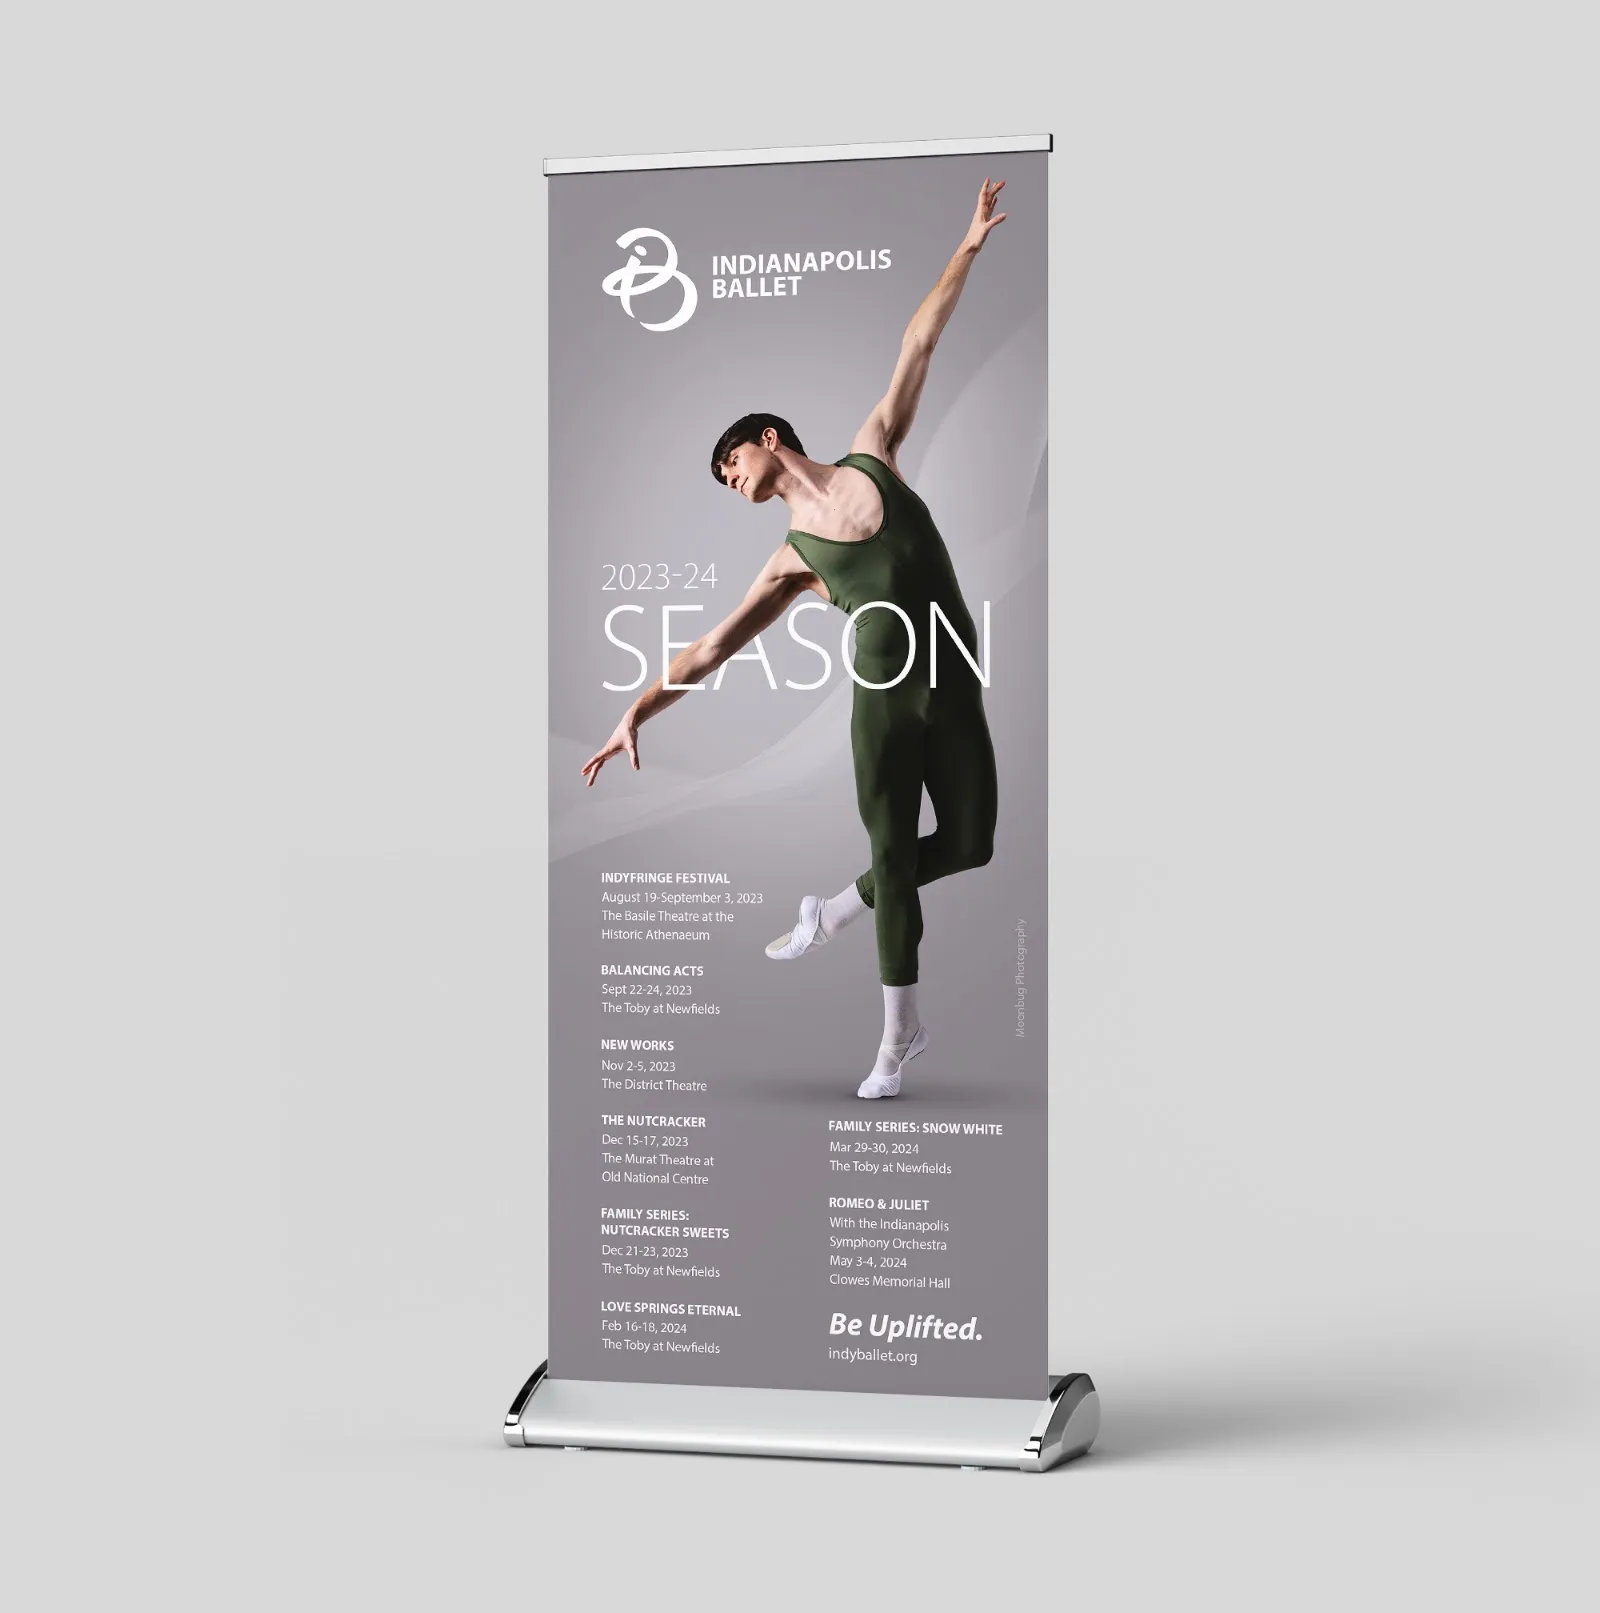 INDIANAPOLIS
BALLET
2023-24
SEASON
INDYFRINGE FESTIVAL
August 19-September 3, 2023
The Basile Theatre at the
Historic Athenaeum
BALANCING ACTS
Sept 22-24, 2023
The Toby at Newfields
NEW WORKS
Nov 2-5, 2023
The District Theatre
THE NUTCRACKER
Dec 15-17, 2023
The Murat Theatre at
Old National Centre
FAMILY SERIES:
NUTCRACKER SWEETS
Dec 21-23, 2023
The Toby at Newfields
LOVE SPRINGS ETERNAL
Feb 16-18, 2024
The Toby at Newfields
FAMILY SERIES: SNOW WHITE
Mar 29-30, 2024
The Toby at Newfields
ROMEO & JULIET
With the Indianapolis
Symphony Orchestra
May 3-4, 2024
Clowes Memorial Hall
Be Uplifted.
indyballet.org
Moonbug Photography